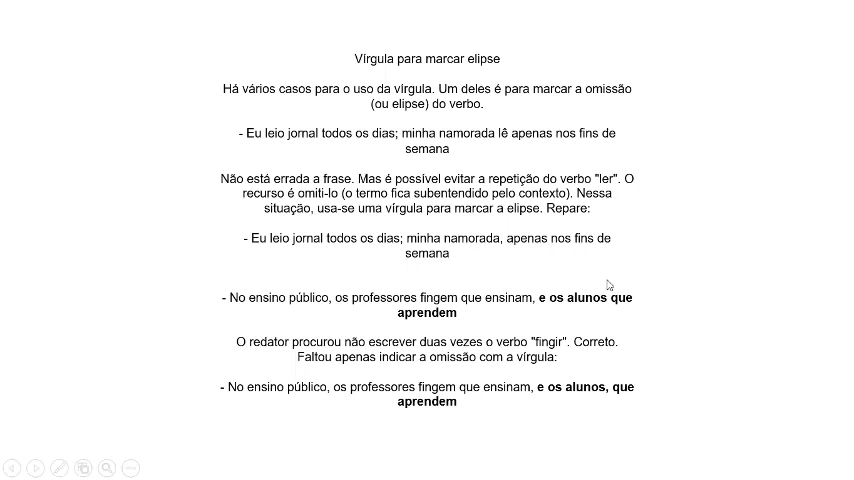 Vírgula para marcar elipse
Há vários casos para o uso da vírgula. Um deles é para marcar a omissão
(ou elipse) do verbo.
- Eu leio jornal todos os dias; minha namorada lê apenas nos fins de
semana
Não está errada a frase. Mas é possível evitar a repetição do verbo "ler". O
recurso é omiti-lo (o termo fica subentendido pelo contexto). Nessa
situação, usa-se uma vírgula para marcar a elipse. Repare:
- Eu leio jornal todos os dias; minha namorada, apenas nos fins de
semana
- No ensino público, os professores fingem que ensinam, e os alunos que
aprendem
O redator procurou não escrever duas vezes o verbo "fingir". Correto.
Faltou apenas indicar a omissão com a vírgula:
- No ensino público, os professores fingem que ensinam, e os alunos, que
aprendem